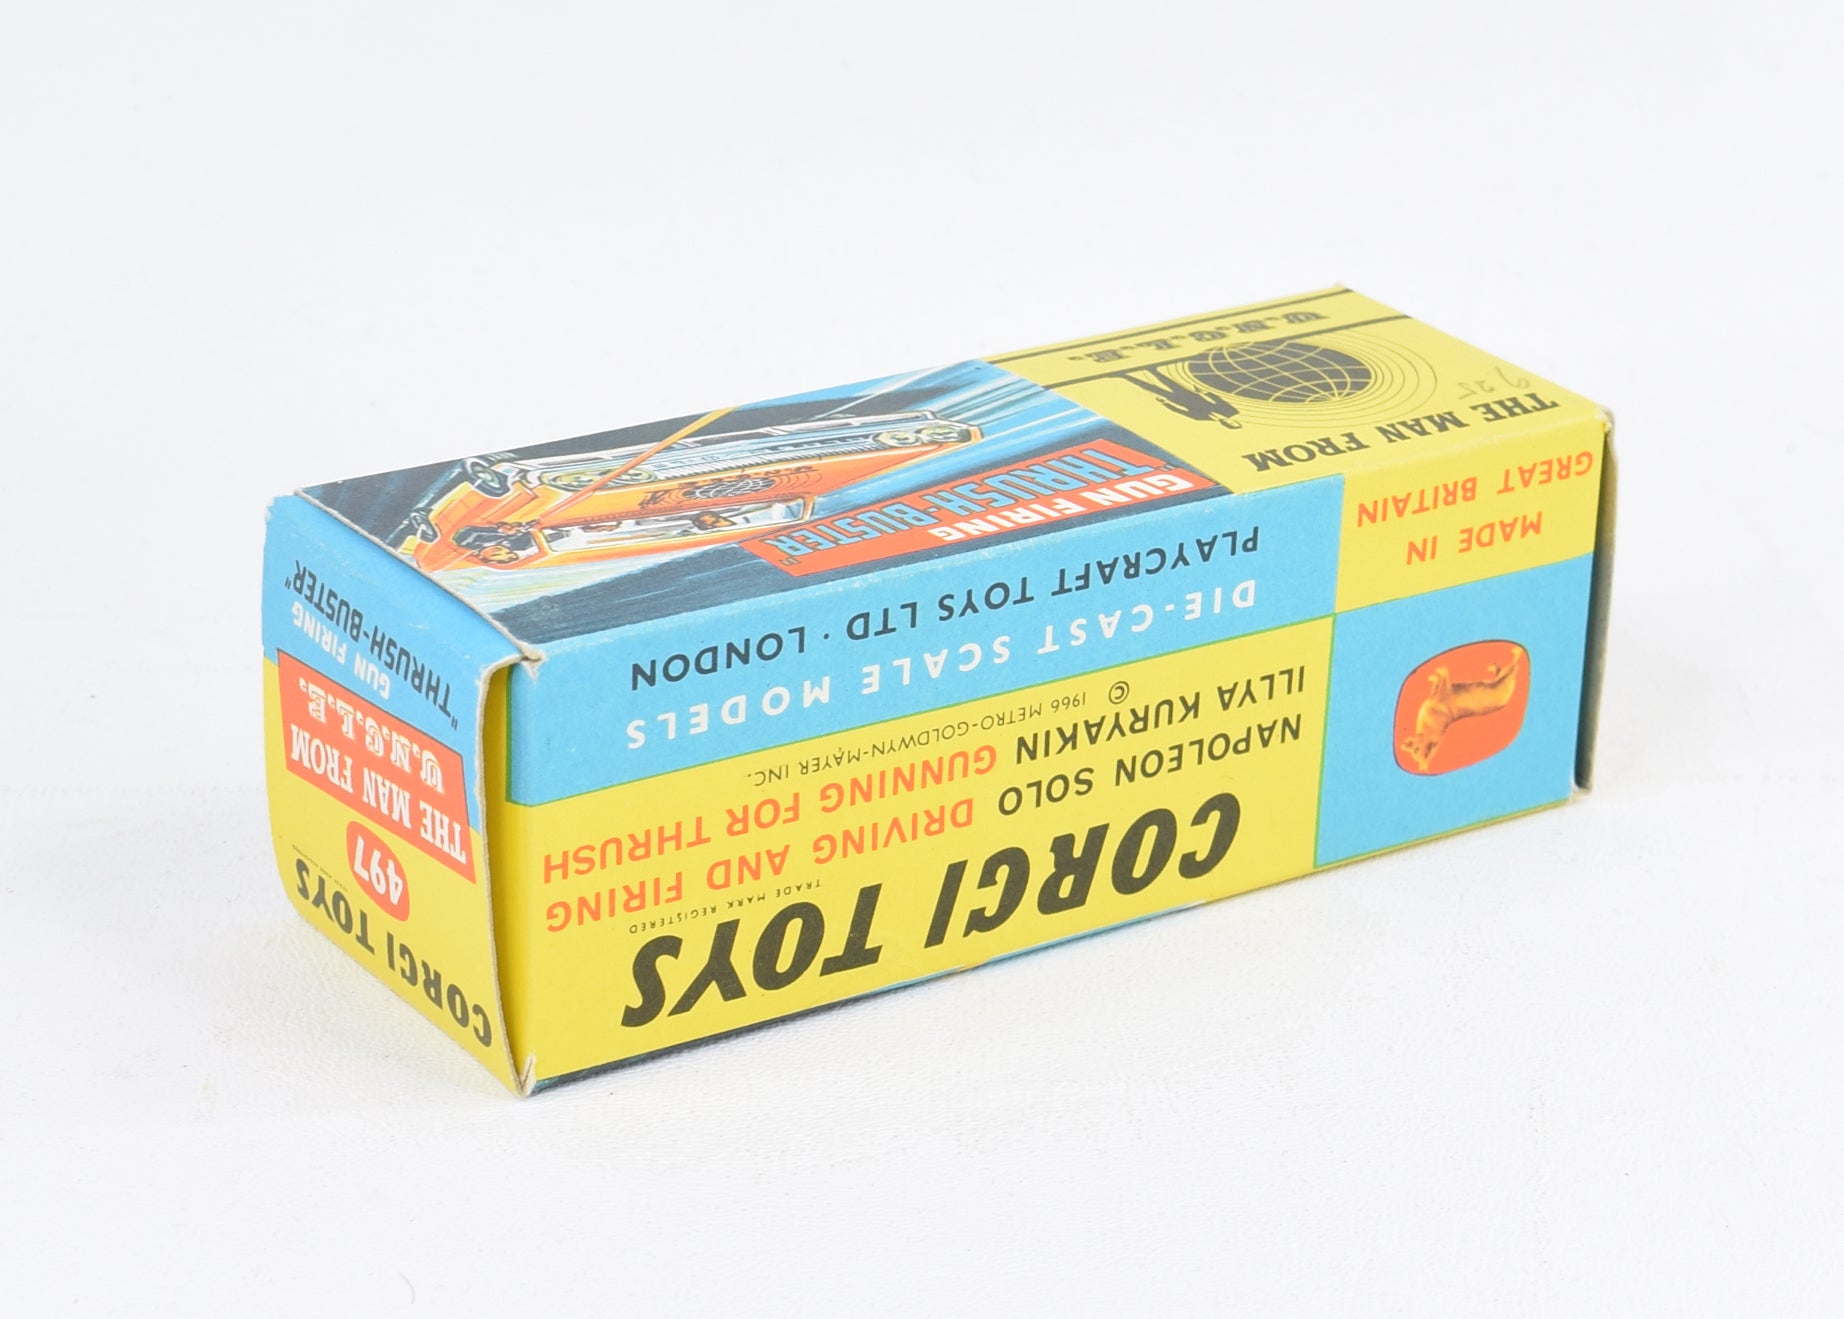 THE MAN FROM
U.N.C.L.E.
GUN FIRING
"THRUSH-BUSTER"
CORGI TOYS
TRADE MARK REGISTERED
NAPOLEON SOLO DRIVING AND FIRING
ILLYA KURYAKIN GUNNING FOR THRUSH
© 1966 METRO-GOLDWYN-MAYER INC.
DIE-CAST SCALE MODELS
PLAYCRAFT TOYS LTD · LONDON
MADE IN
GREAT BRITAIN
CORGI TOYS
497
THE MAN FROM
U.N.C.L.E.
GUN FIRING
"THRUSH-BUSTER"